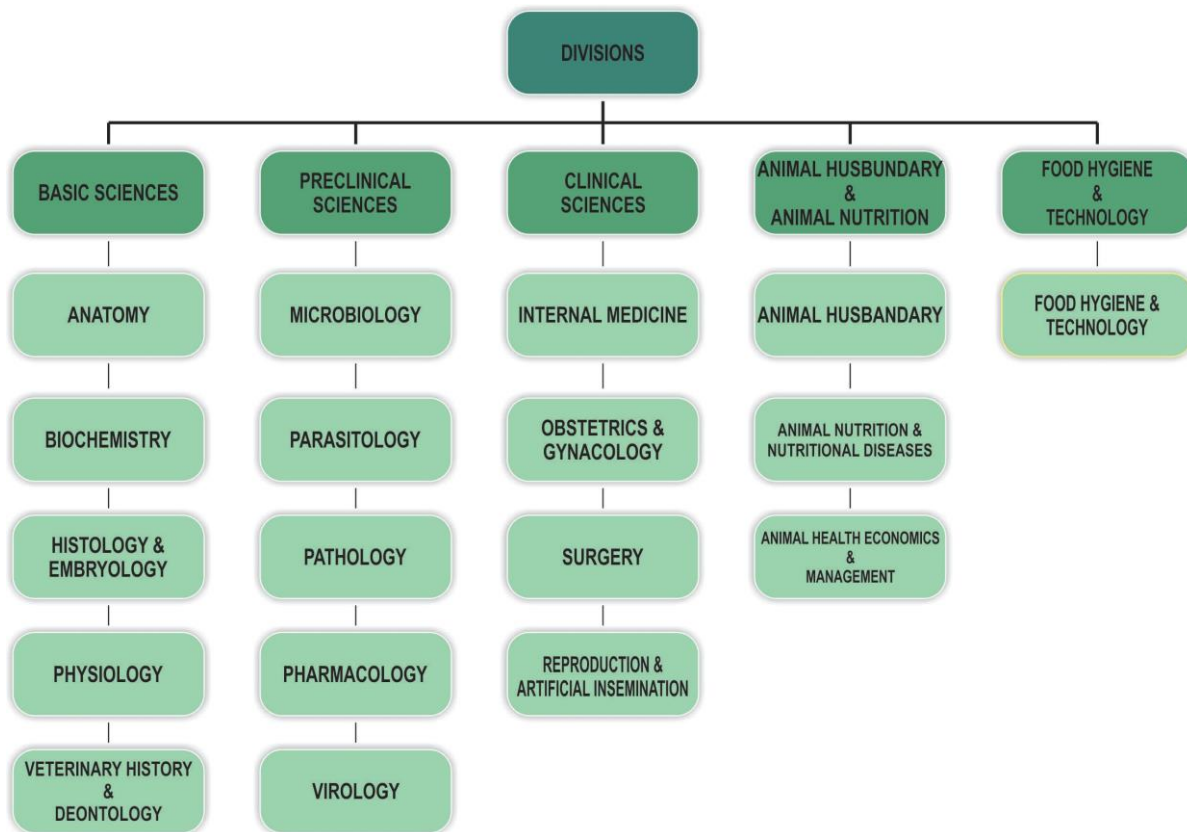 DIVISIONS
BASIC SCIENCES
PRECLINICAL
SCIENCES
CLINICAL
SCIENCES
ANIMAL HUSBUNDARY
&
ANIMAL NUTRITION
FOOD HYGIENE
&
TECHNOLOGY
ANATOMY
MICROBIOLOGY
INTERNAL MEDICINE
ANIMAL HUSBANDARY
FOOD HYGIENE &
TECHNOLOGY
BIOCHEMISTRY
PARASITOLOGY
OBSTETRICS &
GYNACOLOGY
ANIMAL NUTRITION &
NUTRITIONAL DISEASES
HISTOLOGY &
EMBRYOLOGY
PATHOLOGY
SURGERY
ANIMAL HEALTH ECONOMICS
&
MANAGEMENT
PHYSIOLOGY
PHARMACOLOGY
REPRODUCTION &
ARTIFICIAL INSEMINATION
VETERINARY HISTORY
&
DEONTOLOGY
VIROLOGY